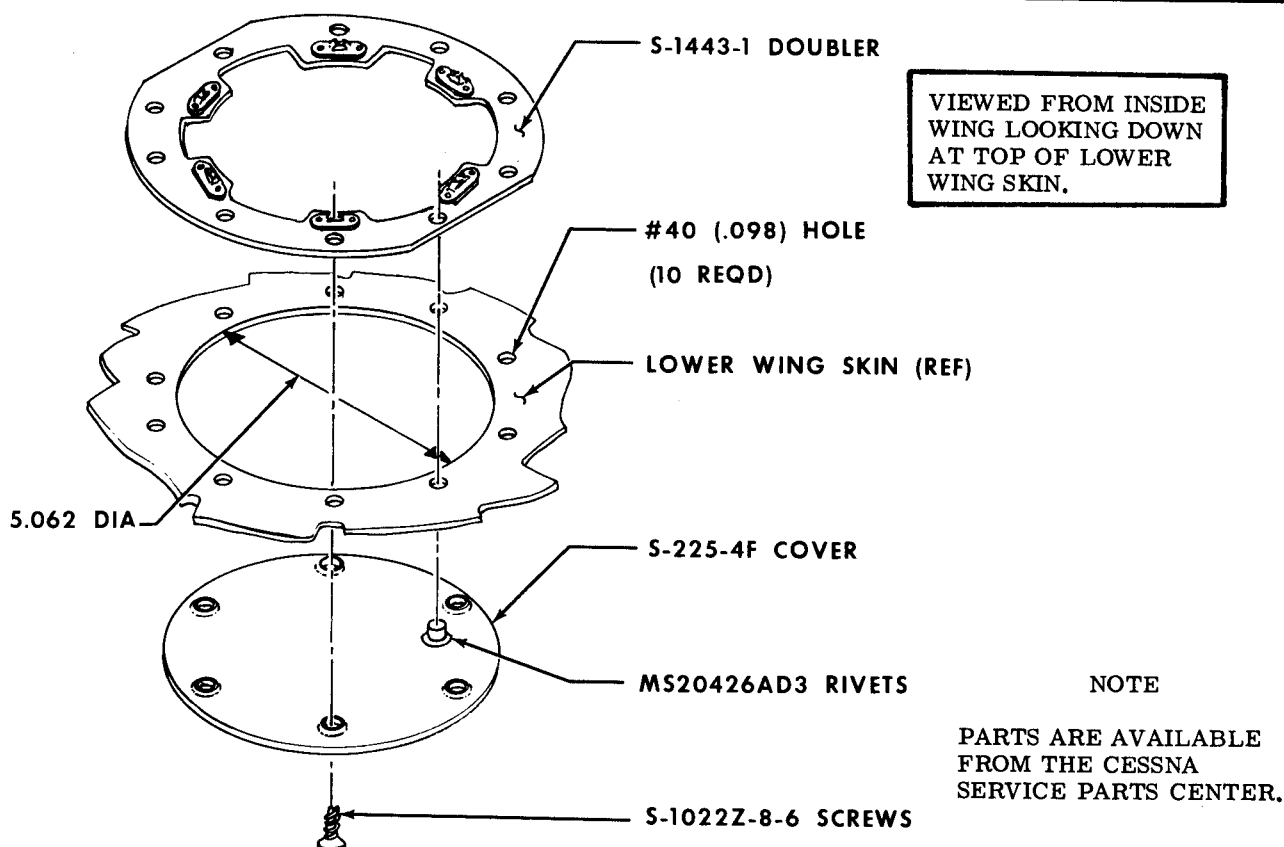 S-1443-1 DOUBLER
VIEWED FROM INSIDE
WING LOOKING DOWN
AT TOP OF LOWER
WING SKIN.
#40 (.098) HOLE
(10 REQD)
LOWER WING SKIN (REF)
5.062 DIA
S-225-4F COVER
MS20426AD3 RIVETS
NOTE
PARTS ARE AVAILABLE
FROM THE CESSNA
SERVICE PARTS CENTER.
S-1022Z-8-6 SCREWS